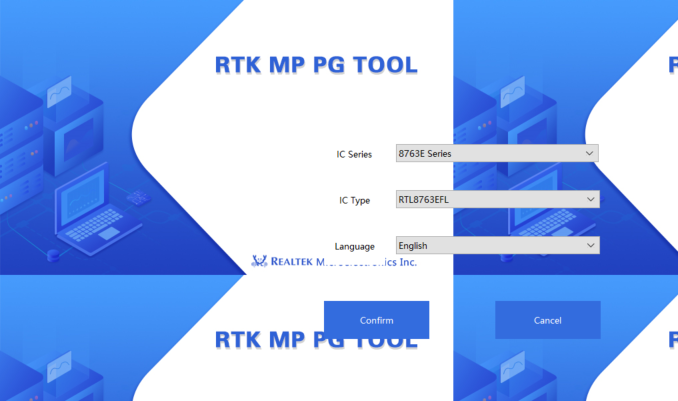 RTK MP PG TOOL
IC Series 8763E Series
IC Type RTL8763EFL
Language English
REALTEK Microelectronics Inc.
Confirm Cancel
RTK MP PG TOOL